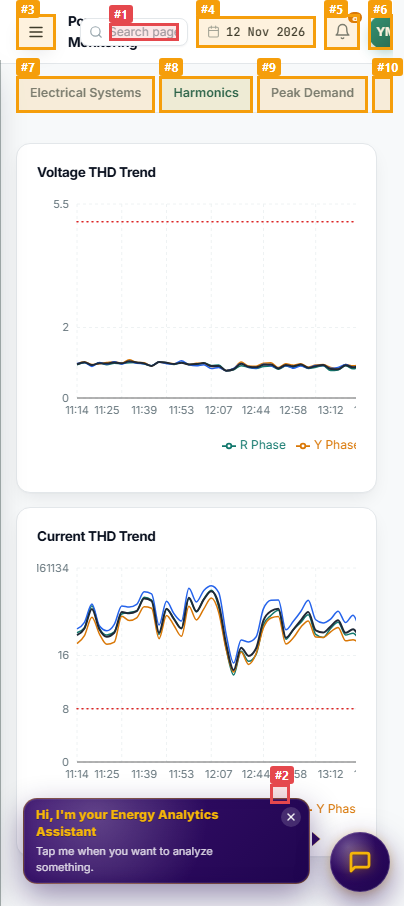 #1
#3
#4
#5
#6
Search page
12 Nov 2026
YM
#7
#8
#9
#10
Electrical Systems
Harmonics
Peak Demand
Voltage THD Trend
5.5
2
0
11:14 11:25 11:39 11:53 12:07 12:44 12:58 13:12
R Phase
Y Phase
Current THD Trend
161134
16
8
0
11:14 11:25 11:39 11:53 12:07 12:44 13:12
#2
Y Phas
Hi, I'm your Energy Analytics
Assistant
Tap me when you want to analyze
something.